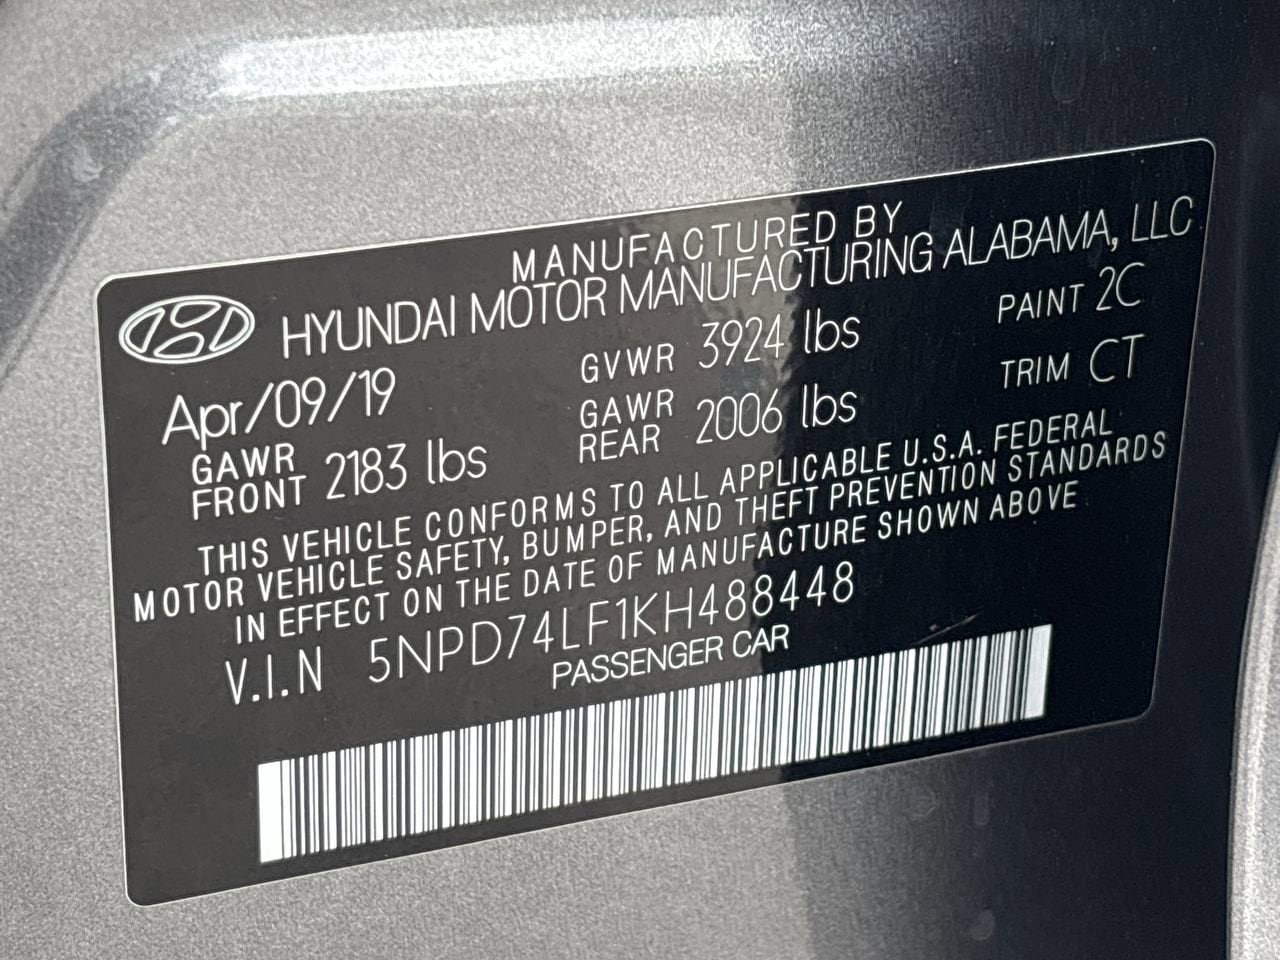 MANUFACTURED BY
HYUNDAI MOTOR MANUFACTURING ALABAMA, LLC
Apr/09/19 GVWR 3924 lbs PAINT 2C
GAWR FRONT 2183 lbs GAWR REAR 2006 lbs TRIM CT
THIS VEHICLE CONFORMS TO ALL APPLICABLE U.S.A. FEDERAL
MOTOR VEHICLE SAFETY, BUMPER, AND THEFT PREVENTION STANDARDS
IN EFFECT ON THE DATE OF MANUFACTURE SHOWN ABOVE
V.I.N 5NPD74LF1KH488448
PASSENGER CAR